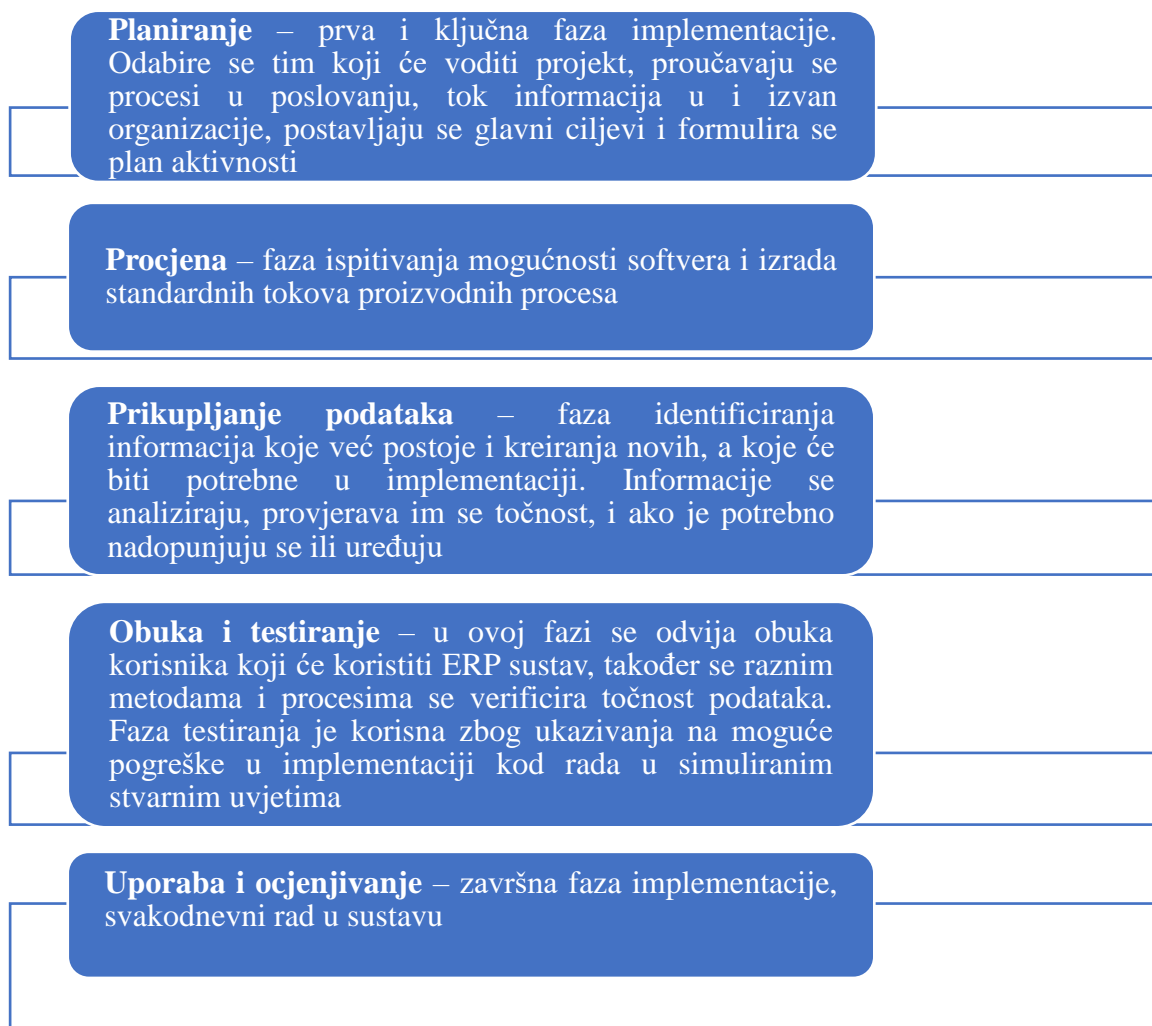 Planiranje – prva i ključna faza implementacije.
Odabire se tim koji će voditi projekt, proučavaju se
procesi u poslovanju, tok informacija u i izvan
organizacije, postavljaju se glavni ciljevi i formulira se
plan aktivnosti
Procjena – faza ispitivanja mogućnosti softvera i izrada
standardnih tokova proizvodnih procesa
Prikupljanje podataka – faza identificiranja
informacija koje već postoje i kreiranja novih, a koje će
biti potrebne u implementaciji. Informacije se
analiziraju, provjerava im se točnost, i ako je potrebno
nadopunjuju se ili uređuju
Obuka i testiranje – u ovoj fazi se odvija obuka
korisnika koji će koristiti ERP sustav, također se raznim
metodama i procesima se verificira točnost podataka.
Faza testiranja je korisna zbog ukazivanja na moguće
pogreške u implementaciji kod rada u simuliranim
stvarnim uvjetima
Uporaba i ocjenjivanje – završna faza implementacije,
svakodnevni rad u sustavu